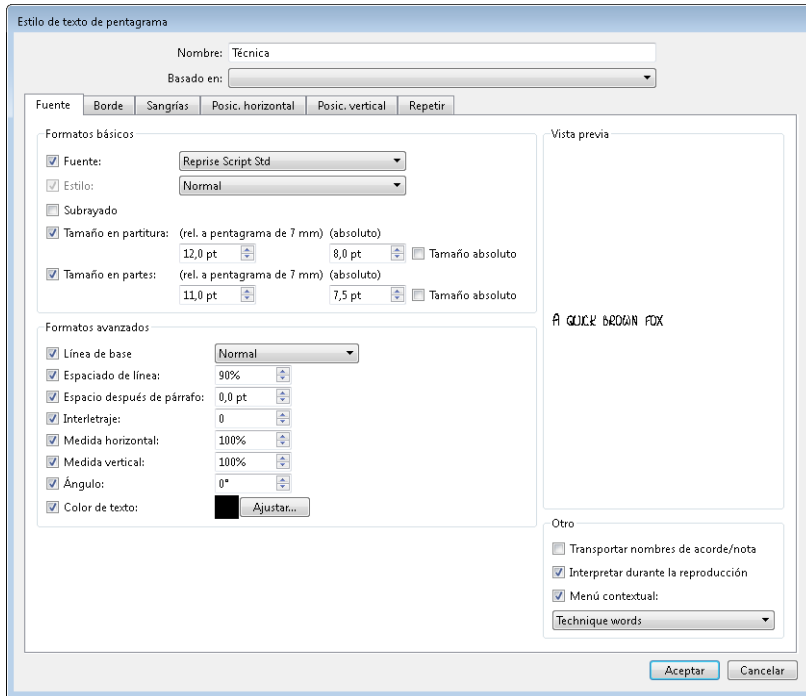 Estilo de texto de pentagrama
Nombre: Técnica
Basado en:
Fuente Borde Sangrías Posic. horizontal Posic. vertical Repetir
Formatos básicos
Fuente: Reprise Script Std
Estilo: Normal
Subrayado
Tamaño en partitura: (rel. a pentagrama de 7 mm) (absoluto)
12,0 pt 8,0 pt Tamaño absoluto
Tamaño en partes: (rel. a pentagrama de 7 mm) (absoluto)
11,0 pt 7,5 pt Tamaño absoluto
Formatos avanzados
Línea de base Normal
Espaciado de línea: 90%
Espacio después de párrafo: 0,0 pt
Interletraje: 0
Medida horizontal: 100%
Medida vertical: 100%
Ángulo: 0°
Color de texto: Ajustar...
Vista previa
A QUICK BROWN FOX
Otro
Transportar nombres de acorde/nota
Interpretar durante la reproducción
Menú contextual:
Technique words
Aceptar Cancelar